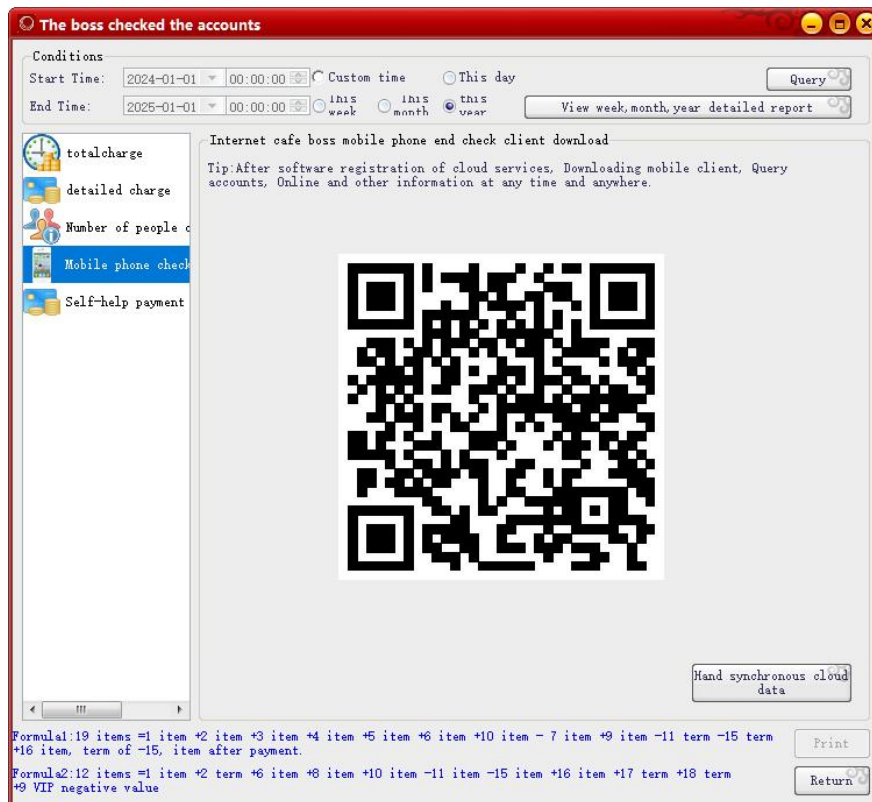 The boss checked the accounts
Conditions
Start Time: 2024-01-01 00:00:00 Custom time This day Query
End Time: 2025-01-01 00:00:00 This week This month this year View week,month,year detailed report
totalcharge
detailed charge
Number of people
Mobile phone check
Self-help payment
Internet cafe boss mobile phone end check client download
Tip:After software registration of cloud services, Downloading mobile client, Query
accounts, Online and other information at any time and anywhere.
Hand synchronous cloud
data
Formula1:19 items =1 item +2 item +3 item +4 item +5 item +6 item +10 item - 7 item +9 item -11 term -15 term
+16 item, term of -15, item after payment.
Print
Formula2:12 items =1 item +2 term +6 item +8 item +10 item -11 item -15 item +16 item +17 term +18 term
+9 VIP negative value
Return